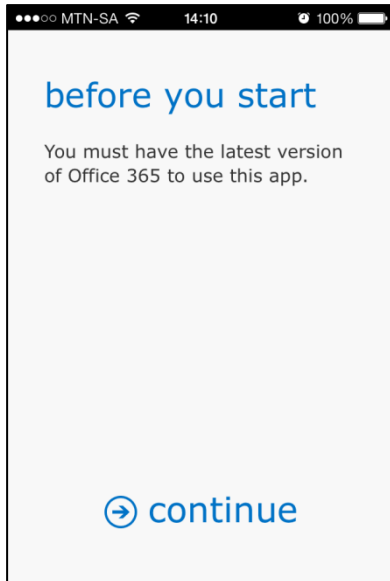 MTN-SA 14:10 100%
before you start
You must have the latest version
of Office 365 to use this app.
continue